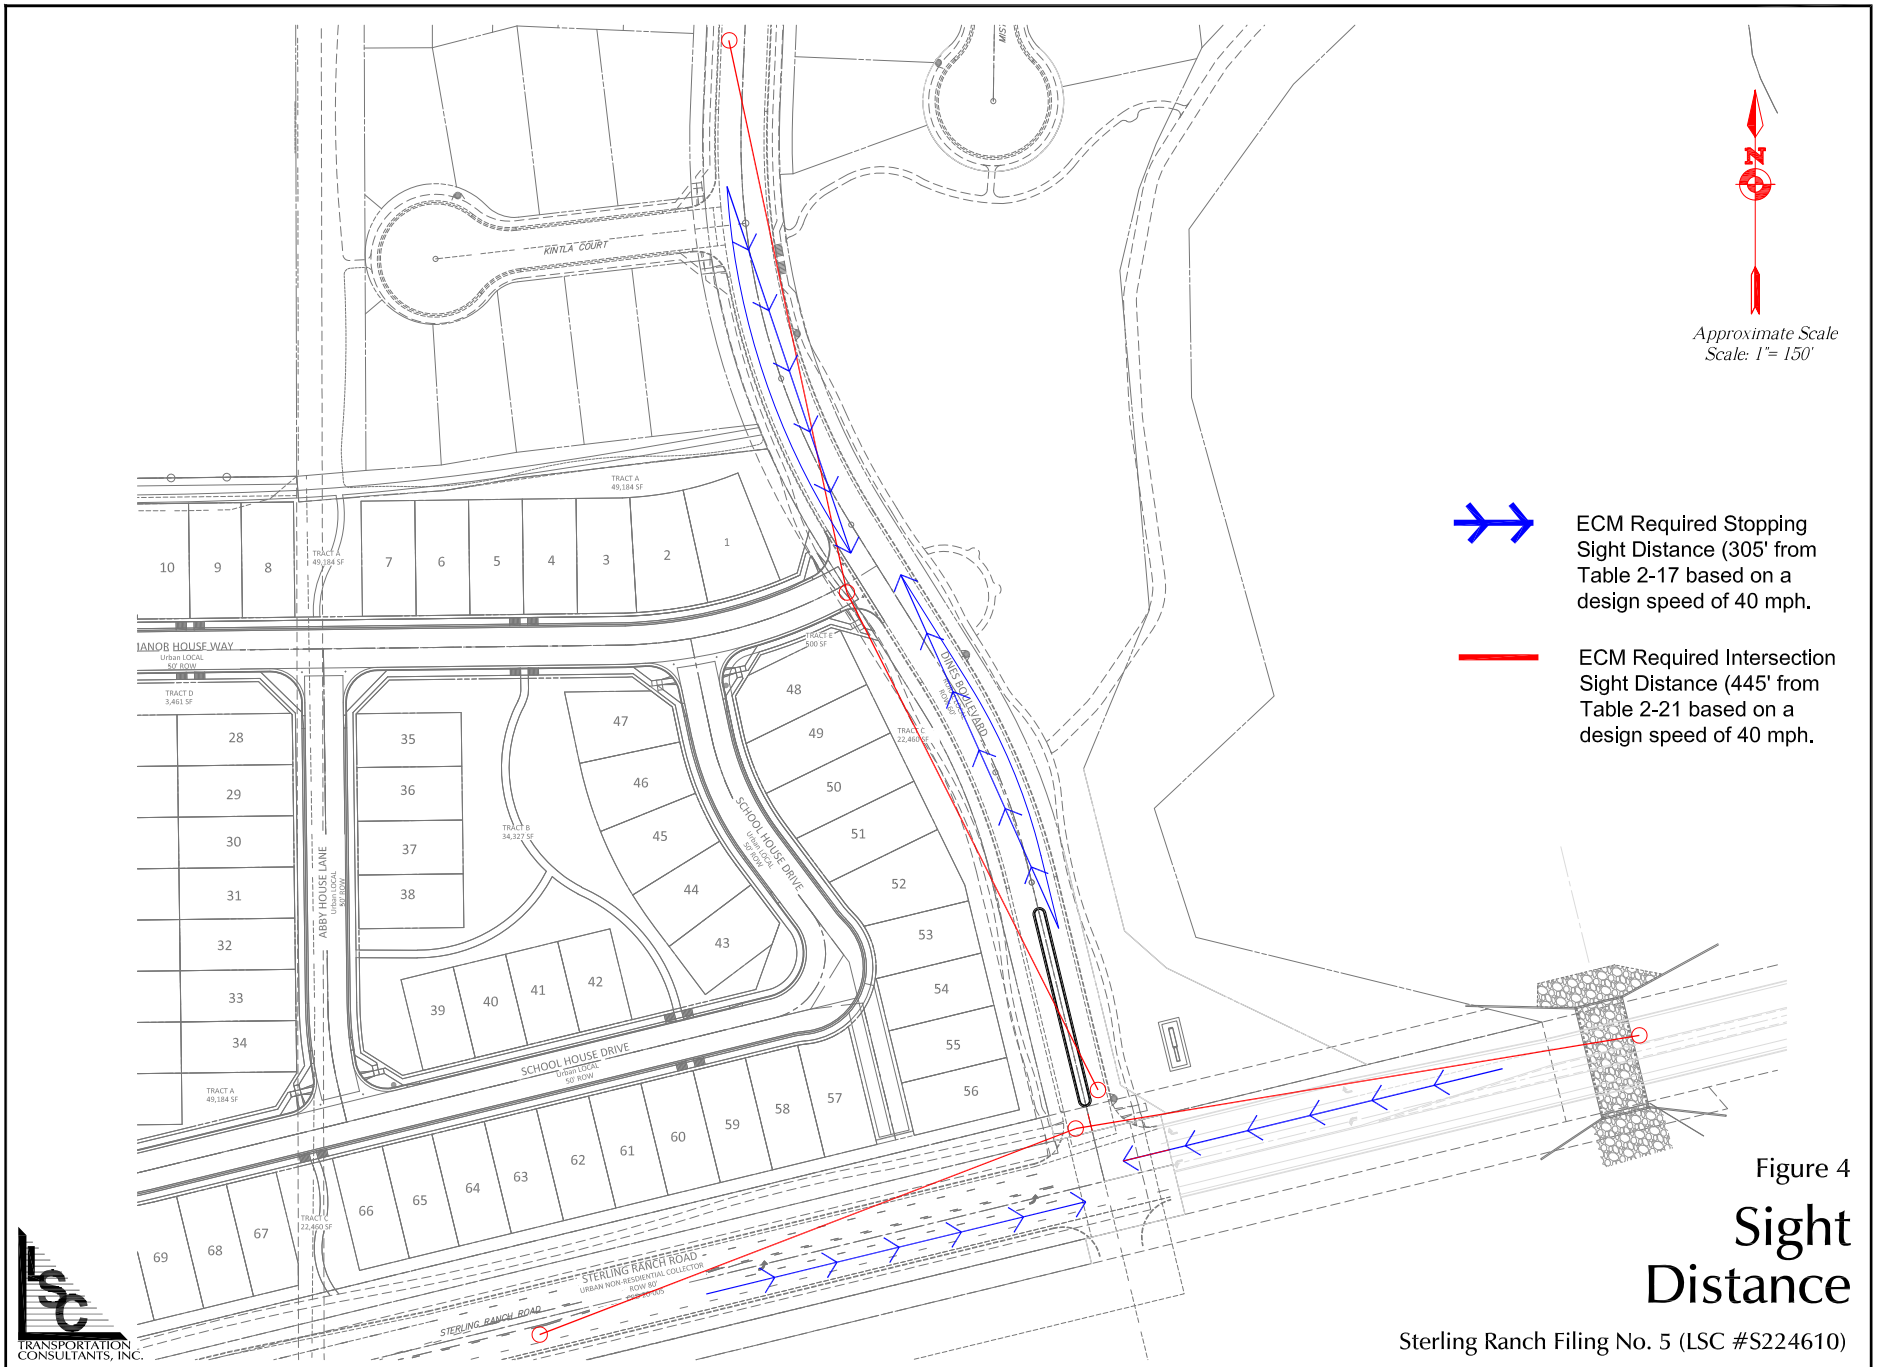 MIS
KINTLA COURT
N
Approximate Scale
Scale: 1"= 150'
ECM Required Stopping
Sight Distance (305' from
Table 2-17 based on a
design speed of 40 mph.
ECM Required Intersection
Sight Distance (445' from
Table 2-21 based on a
design speed of 40 mph.
TRACT A
49,184 SF
10
9
8
TRACT A
49,184 SF
7
6
5
4
3
2
1
MANOR HOUSE WAY
Urban LOCAL
50' ROW
TRACT D
3,461 SF
TRACT E
500 SF
DINES BOULEVARD
TRACT C
22,460 SF
28
29
30
31
32
33
34
TRACT A
49,184 SF
ABBY HOUSE LANE
Urban LOCAL
50' ROW
35
36
37
38
TRACT B
34,327 SF
47
46
45
44
43
42
41
40
39
SCHOOL HOUSE DRIVE
Urban LOCAL
50' ROW
48
49
50
51
52
53
54
55
56
SCHOOL HOUSE DRIVE
Urban LOCAL
50' ROW
57
58
59
60
61
62
63
64
65
66
67
68
69
TRACT C
22,460 SF
STERLING RANCH ROAD
URBAN NON-RESDIENTIAL COLLECTOR
ROW 80'
STERLING RANCH ROAD
LSC
TRANSPORTATION
CONSULTANTS, INC.
Figure 4
Sight
Distance
Sterling Ranch Filing No. 5 (LSC #S224610)